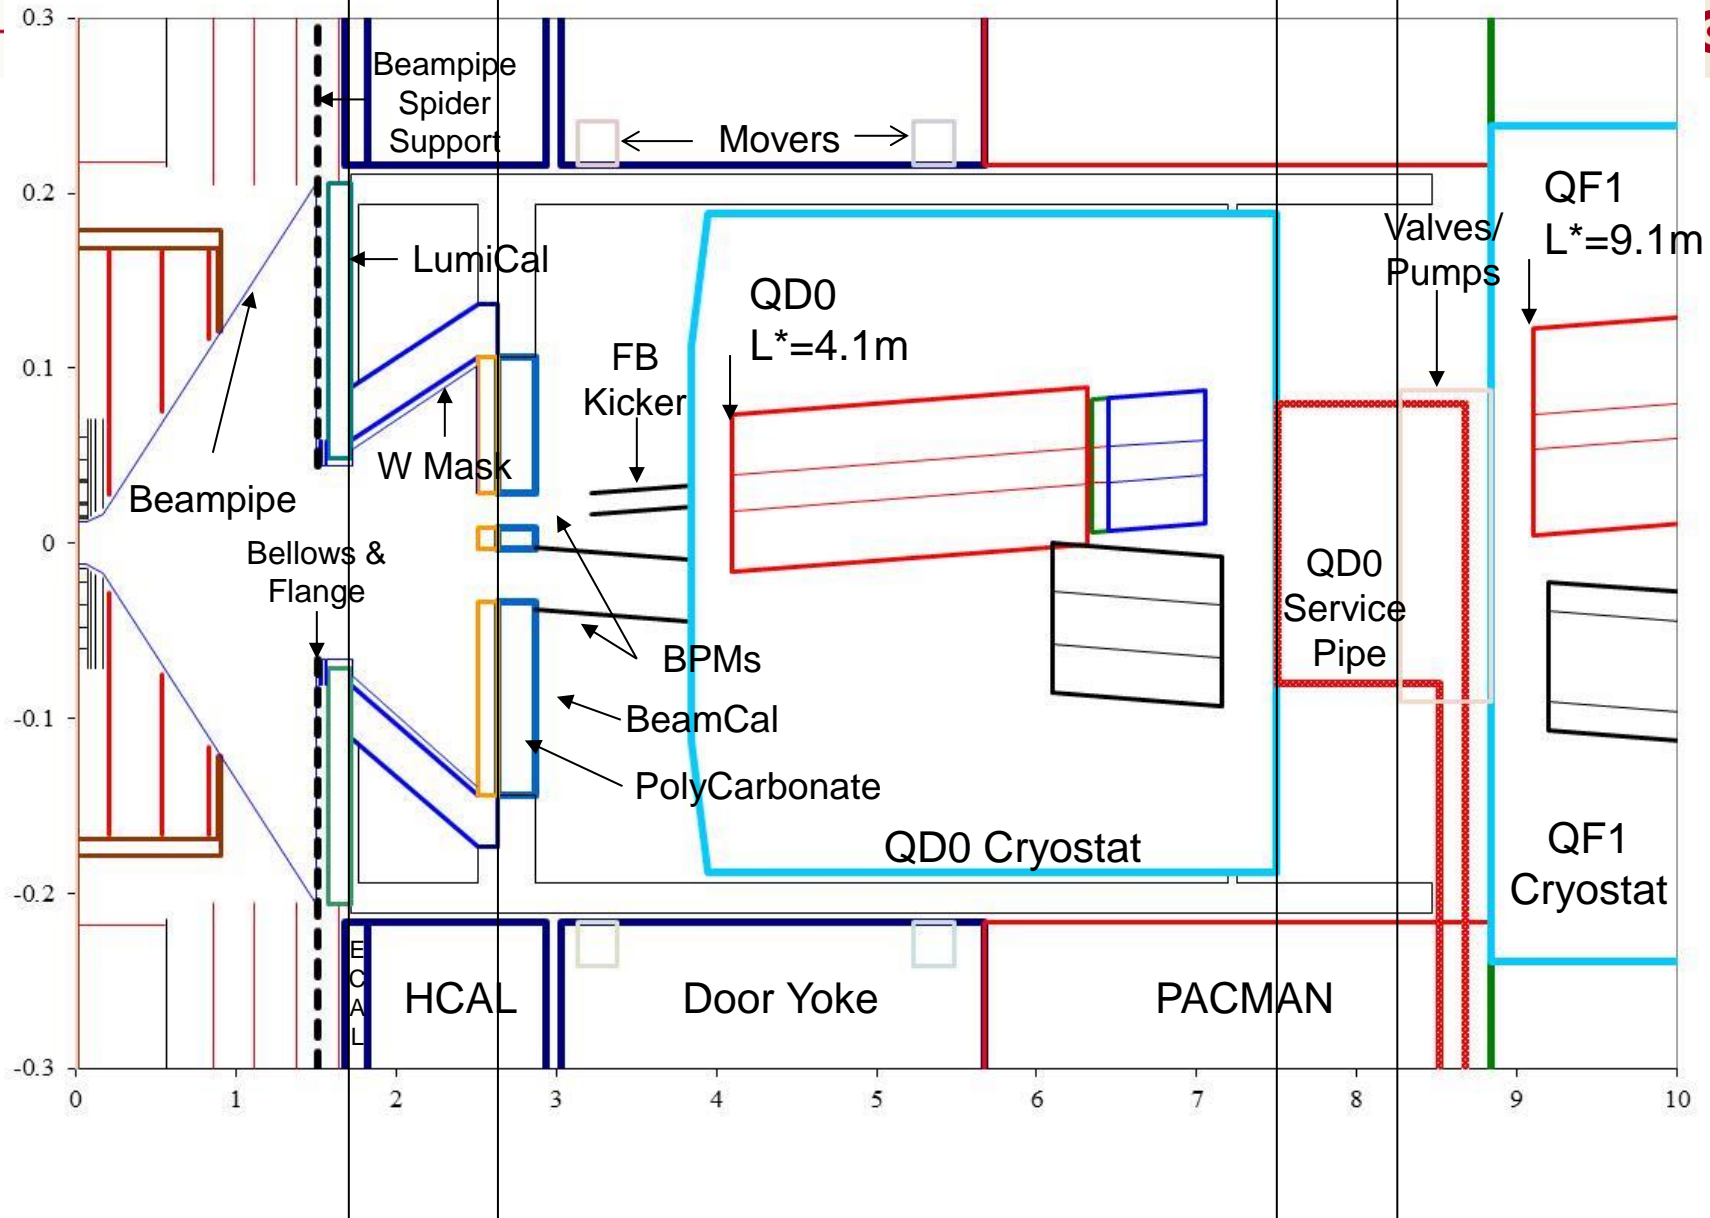 0.3
0.2
0.1
0
-0.1
-0.2
-0.3
Beampipe
Spider
Support
Movers
QF1
L*=9.1m
Valves/
Pumps
LumiCal
QD0
L*=4.1m
FB
Kicker
W Mask
Beampipe
Bellows &
Flange
QD0
Service
Pipe
BPMs
BeamCal
PolyCarbonate
QD0 Cryostat
QF1
Cryostat
E
C
A
L
HCAL
Door Yoke
PACMAN
0 1 2 3 4 5 6 7 8 9 10